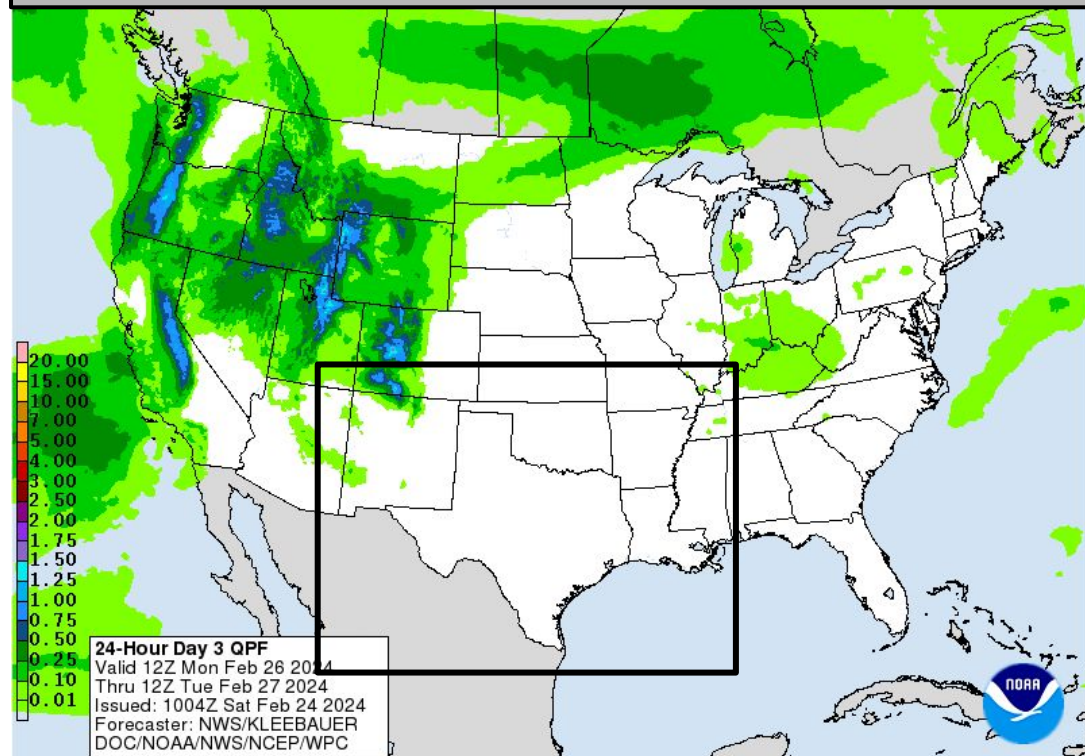 20.00
15.00
10.00
7.00
5.00
4.00
3.00
2.50
2.00
1.75
1.50
1.25
1.00
0.75
0.50
0.25
0.10
0.01
24-Hour Day 3 QPF
Valid 12Z Mon Feb 26 2024
Thru 12Z Tue Feb 27 2024
Issued: 1004Z Sat Feb 24 2024
Forecaster: NWS/KLEEBAUER
DOC/NOAA/NWS/NCEP/WPC
NOAA